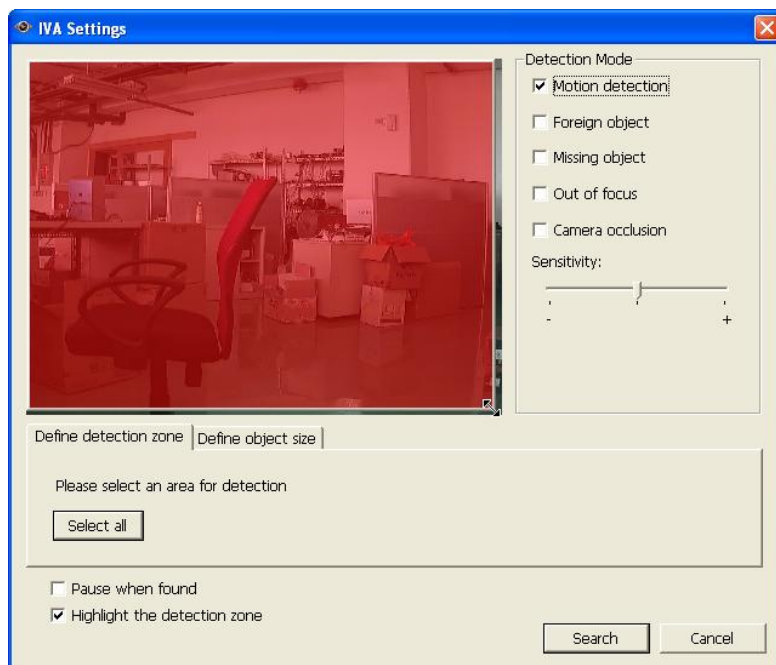 IVA Settings
Detection Mode
Motion detection
Foreign object
Missing object
Out of focus
Camera occlusion
Sensitivity:
- +
Define detection zone
Define object size
Please select an area for detection
Select all
Pause when found
Highlight the detection zone
Search
Cancel